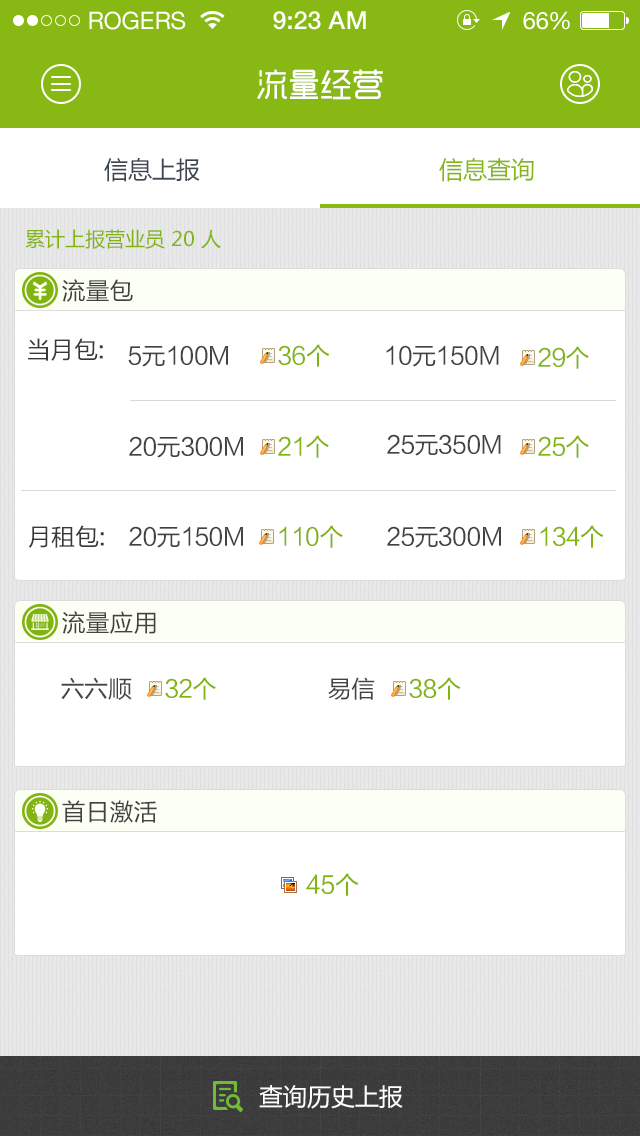 ROGERS 9:23 AM 66%
流量经营
信息上报 信息查询
累计上报营业员 20 人
流量包
当月包: 5元100M 36个 10元150M 29个
20元300M 21个 25元350M 25个
月租包: 20元150M 110个 25元300M 134个
流量应用
六六顺 32个 易信 38个
首日激活
45个
查询历史上报